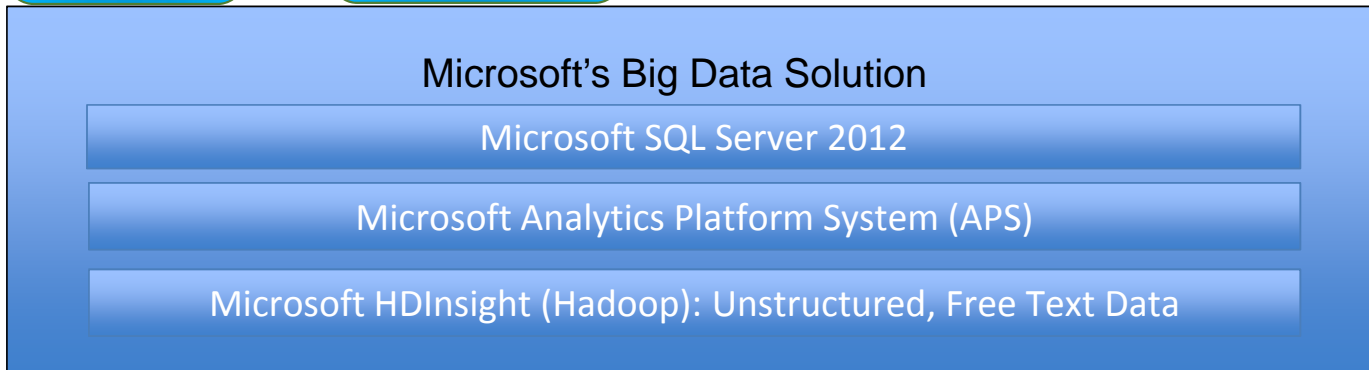 Microsoft’s Big Data Solution
Microsoft SQL Server 2012
Microsoft Analytics Platform System (APS)
Microsoft HDInsight (Hadoop): Unstructured, Free Text Data